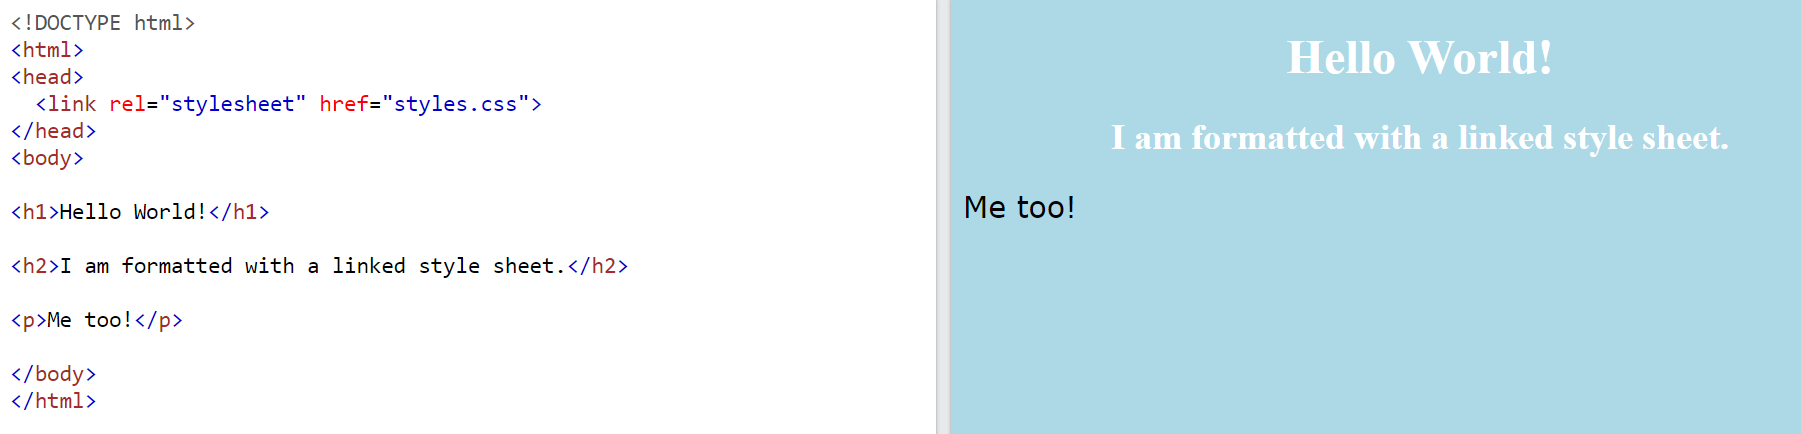 <!DOCTYPE html>
<html>
<head>
  <link rel="stylesheet" href="styles.css">
</head>
<body>
<h1>Hello World!</h1>
<h2>I am formatted with a linked style sheet.</h2>
<p>Me too!</p>
</body>
</html>
Hello World!
I am formatted with a linked style sheet.
Me too!